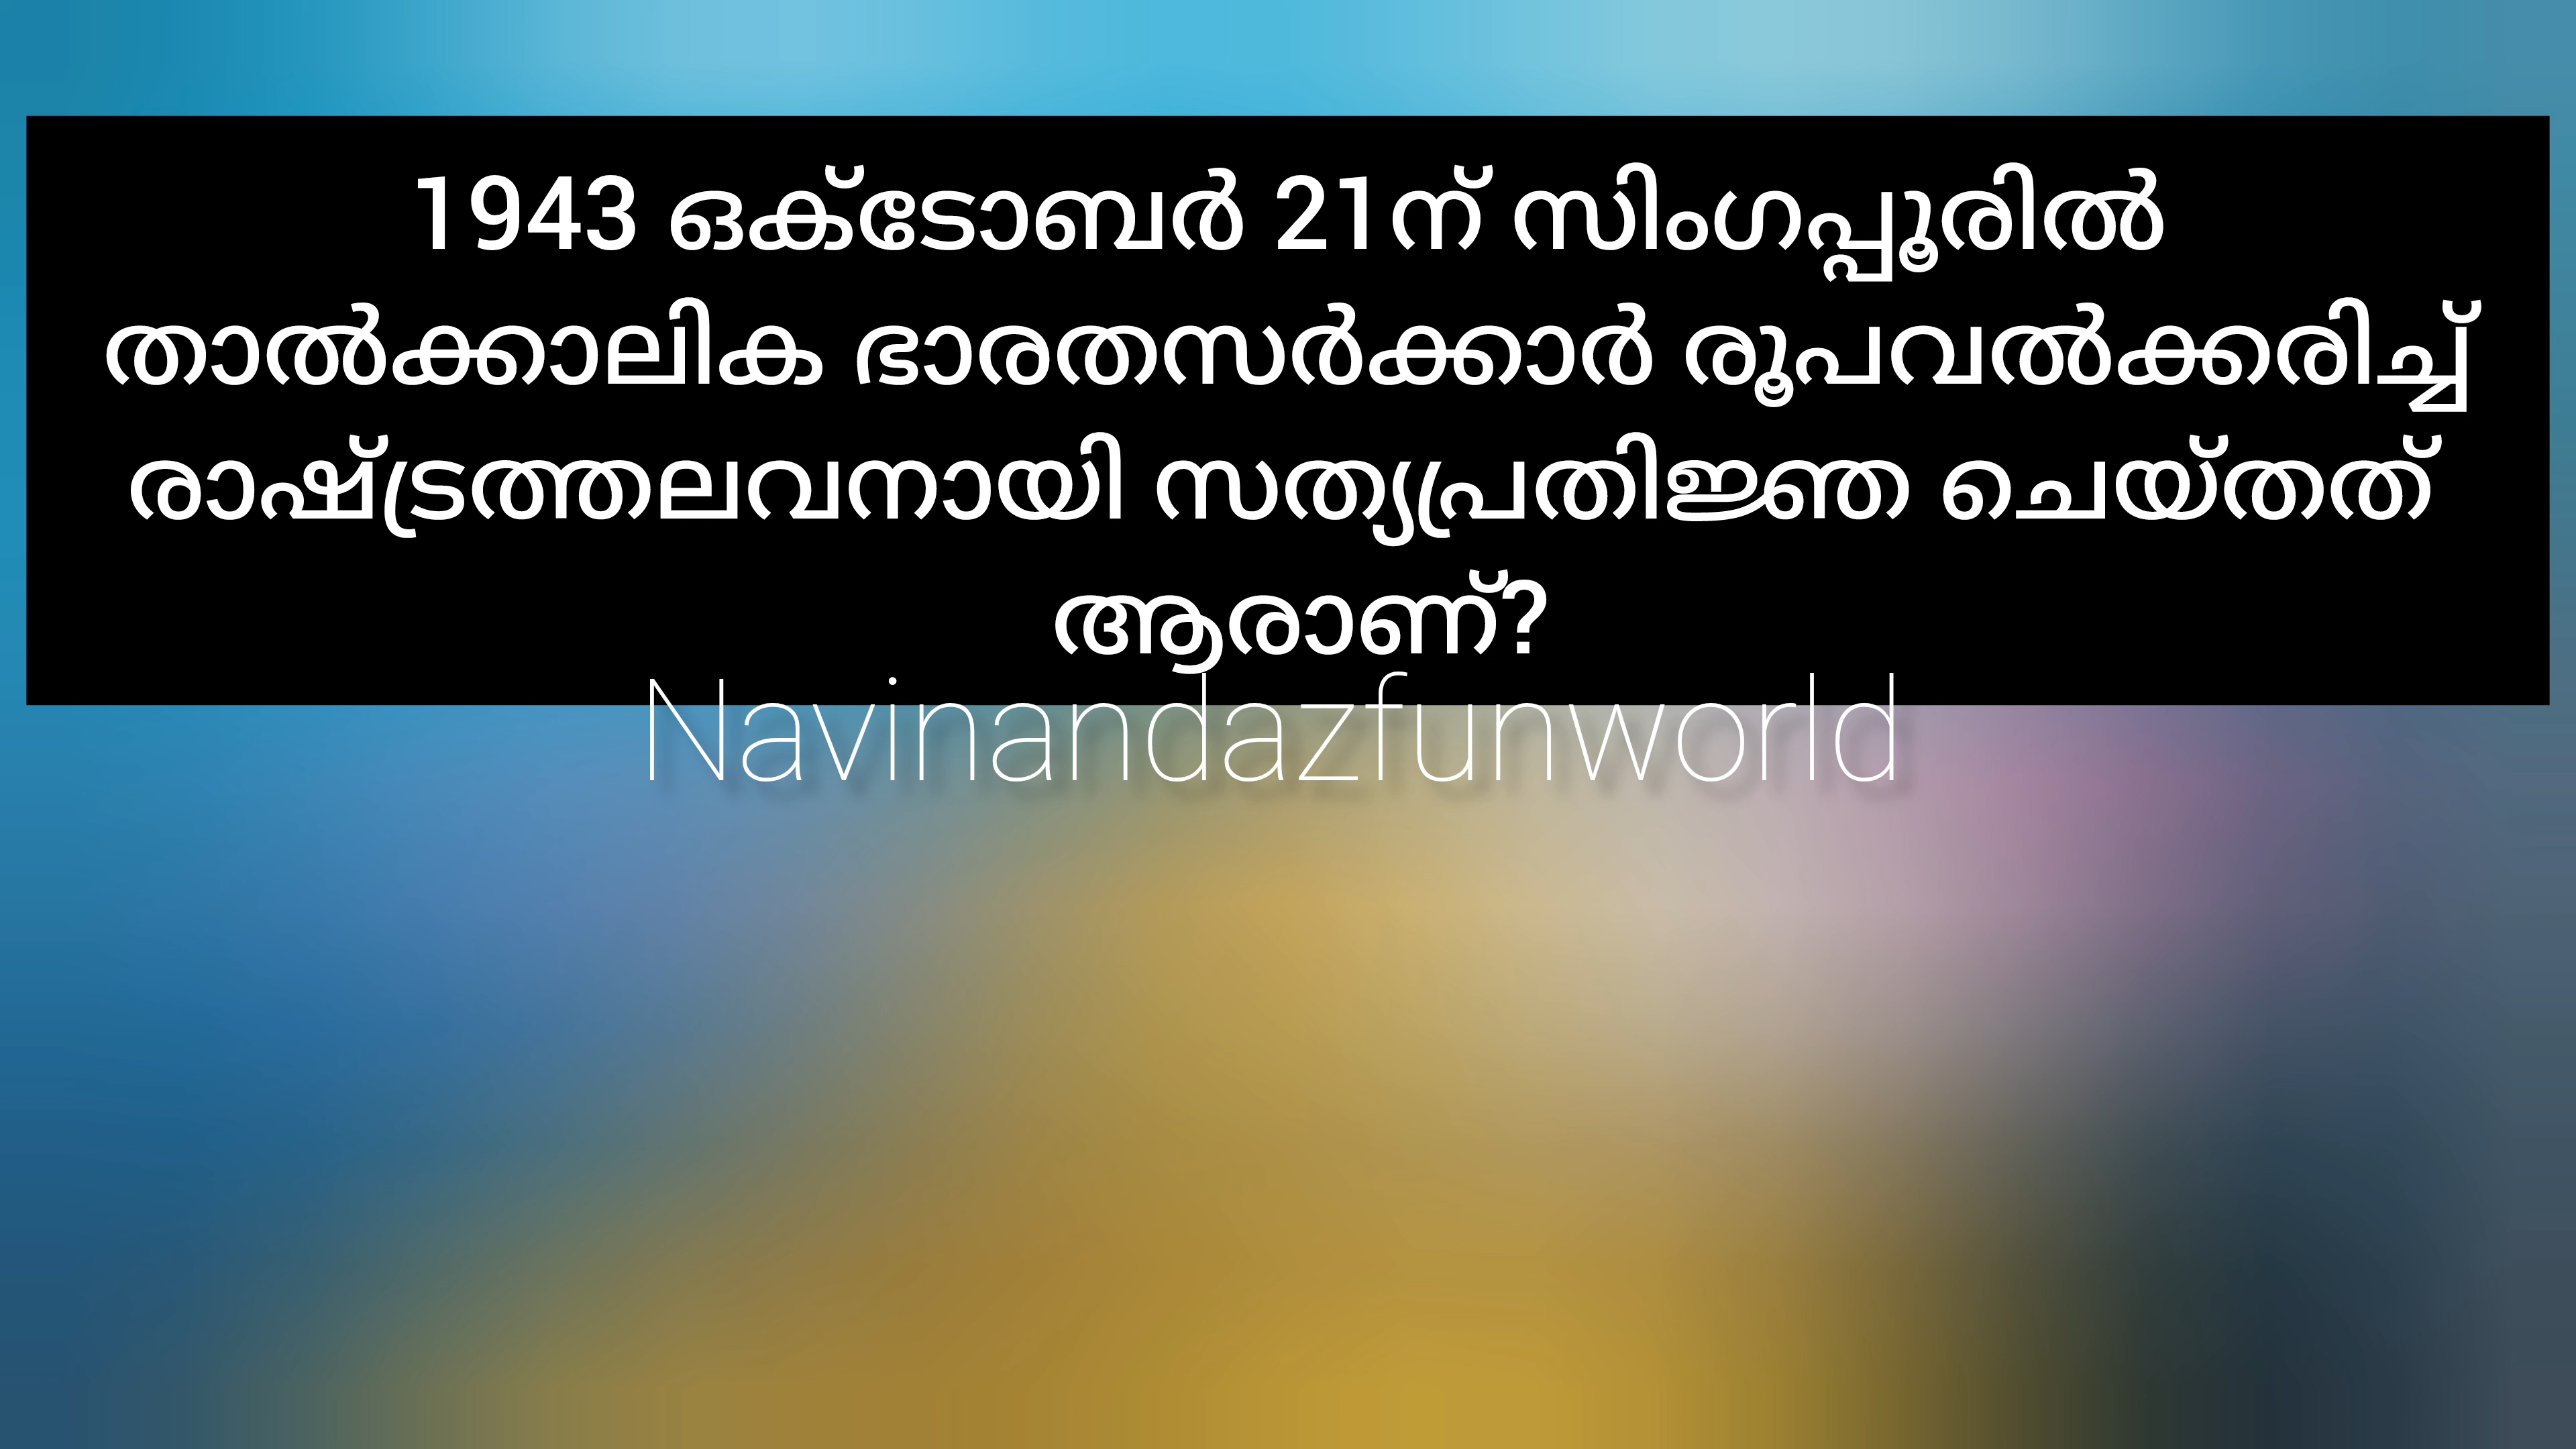 1943 ഒക്ടോബർ 21ന് സിംഗപ്പൂരിൽ
താൽക്കാലിക ഭാരതസർക്കാർ രൂപവൽക്കരിച്ച്
രാഷ്ട്രത്തലവനായി സത്യപ്രതിജ്ഞ ചെയ്തത്
ആരാണ്?
Navinandazfunworld